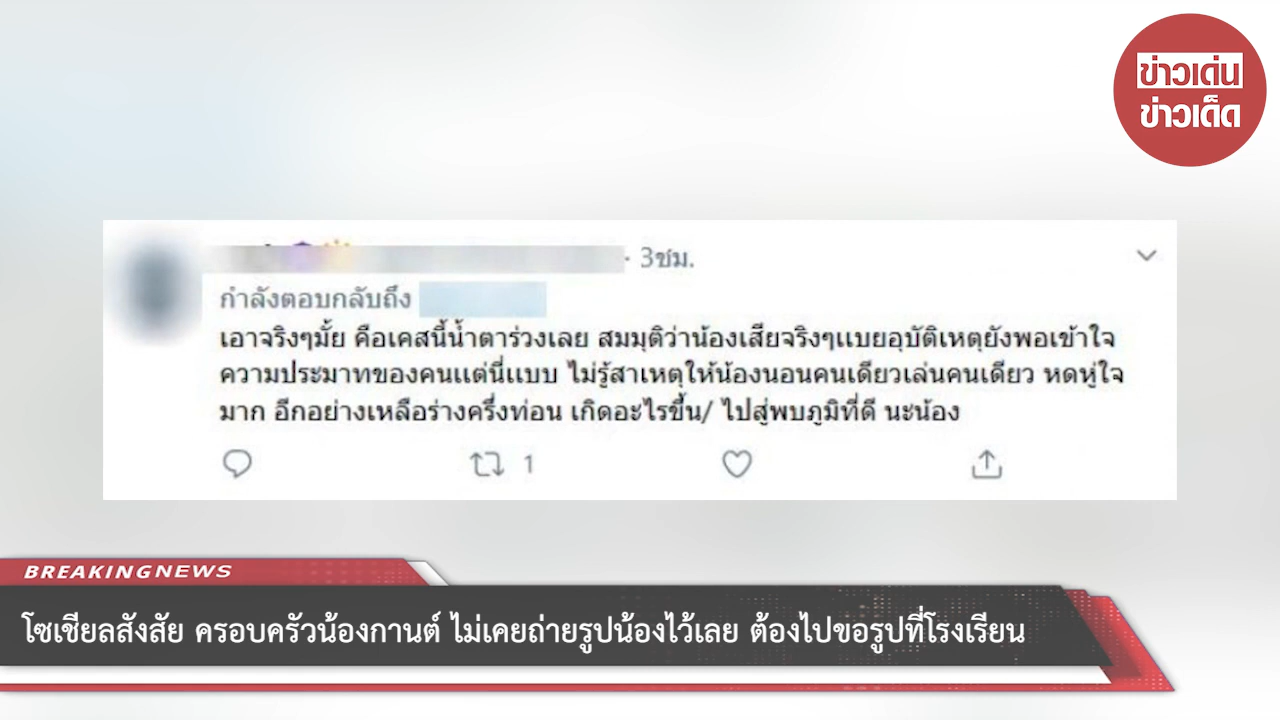 ข่าวเด่น
ข่าวเด็ด
· 3ชม.
กำลังตอบกลับถึง
เอาจริงๆมั้ย คือเคสนี้น้ำตาร่วงเลย สมมุติว่าน้องเสียจริงๆแบยอุบัติเหตุยังพอเข้าใจ
ความประมาทของคนแต่นี่แบบ ไม่รู้สาเหตุให้น้องนอนคนเดียวเล่นคนเดียว หดหู่ใจ
มาก อีกอย่างเหลือร่างครึ่งท่อน เกิดอะไรขึ้น/ ไปสู่พบภูมิที่ดี นะน้อง
1
BREAKINGNEWS
โซเชียลสังสัย ครอบครัวน้องกานต์ ไม่เคยถ่ายรูปน้องไว้เลย ต้องไปขอรูปที่โรงเรียน